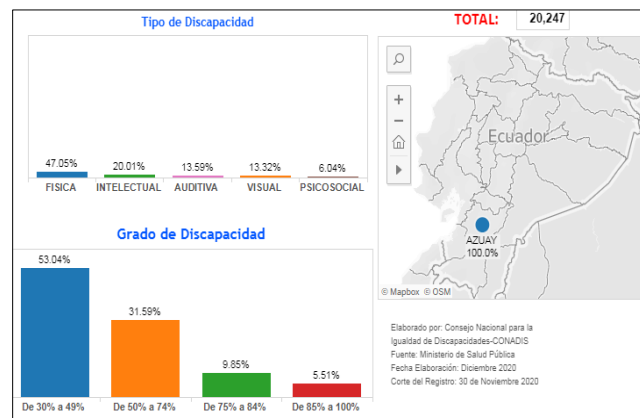 Tipo de Discapacidad
47.05%
20.01%
13.59%
13.32%
6.04%
FISICA
INTELECTUAL
AUDITIVA
VISUAL
PSICOSOCIAL
Grado de Discapacidad
53.04%
31.59%
9.85%
5.51%
De 30% a 49%
De 50% a 74%
De 75% a 84%
De 85% a 100%
TOTAL: 20,247
Ecuador
AZUAY
100.0%
© Mapbox © OSM
Elaborado por: Consejo Nacional para la
Igualdad de Discapacidades-CONADIS
Fuente: Ministerio de Salud Pública
Fecha Elaboración: Diciembre 2020
Corte del Registro: 30 de Noviembre 2020